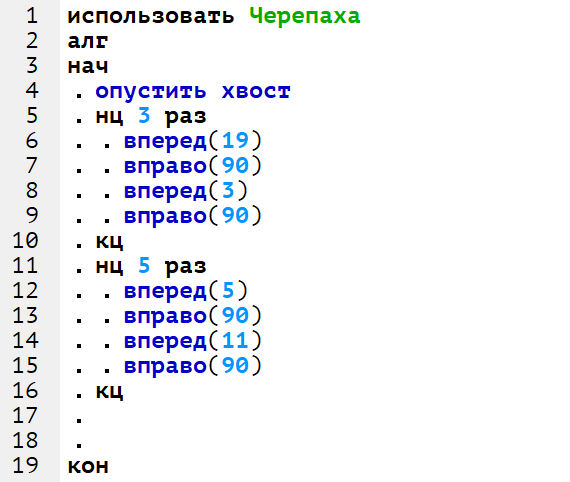 1 использовать Черепаха
2 алг
3 нач
4 . опустить хвост
5 . нц 3 раз
6 . . вперед(19)
7 . . вправо(90)
8 . . вперед(3)
9 . . вправо(90)
10 . кц
11 . нц 5 раз
12 . . вперед(5)
13 . . вправо(90)
14 . . вперед(11)
15 . . вправо(90)
16 . кц
17 .
18 .
19 кон